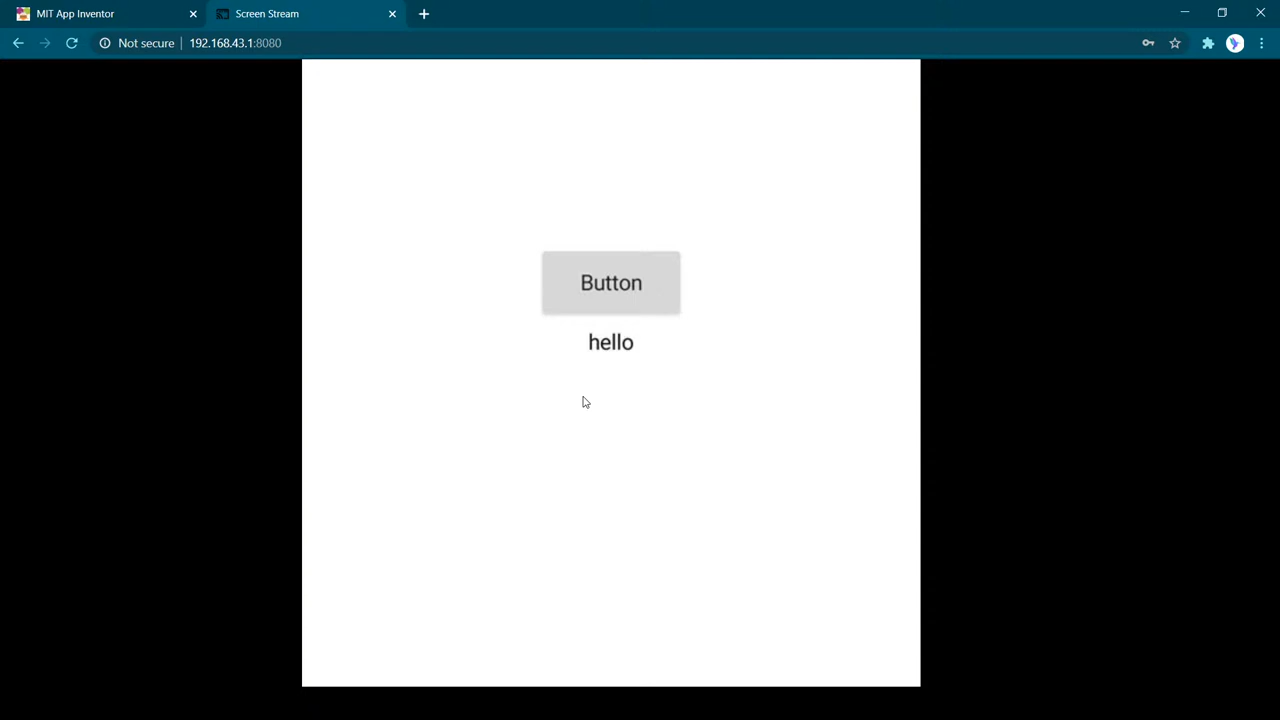 MIT App Inventor
Screen Stream
Not secure
192.168.43.1:8080
Button
hello